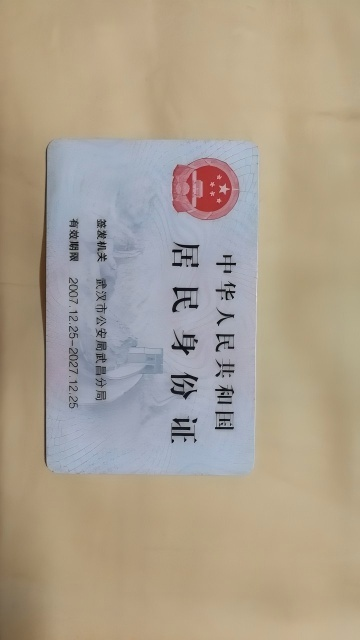 中华人民共和国
居民身份证
签发机关 武汉市公安局武昌分局
有效期限 2007.12.25-2027.12.25